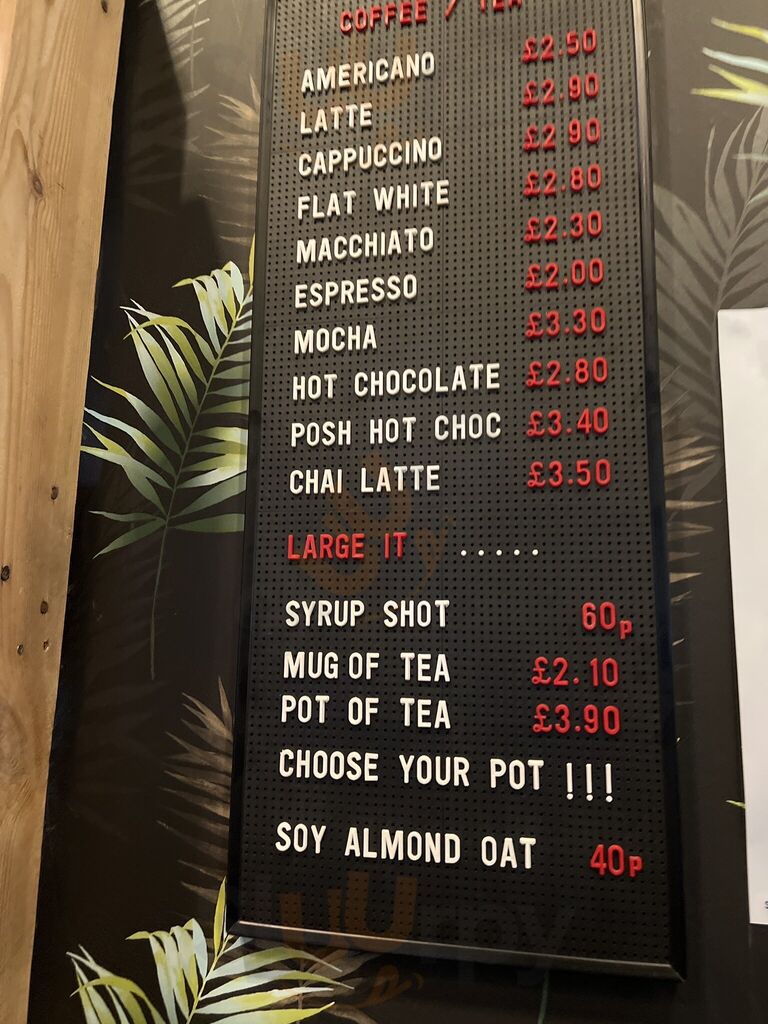 COFFEE / TEA
AMERICANO £2.50
LATTE £2.90
CAPPUCCINO £2 90
FLAT WHITE £2.80
MACCHIATO £2.30
ESPRESSO £2.00
MOCHA £3.30
HOT CHOCOLATE £2.80
POSH HOT CHOC £3.40
CHAI LATTE £3.50
LARGE IT .....
SYRUP SHOT 60p
MUG OF TEA £2.10
POT OF TEA £3.90
CHOOSE YOUR POT !!!
SOY ALMOND OAT 40p